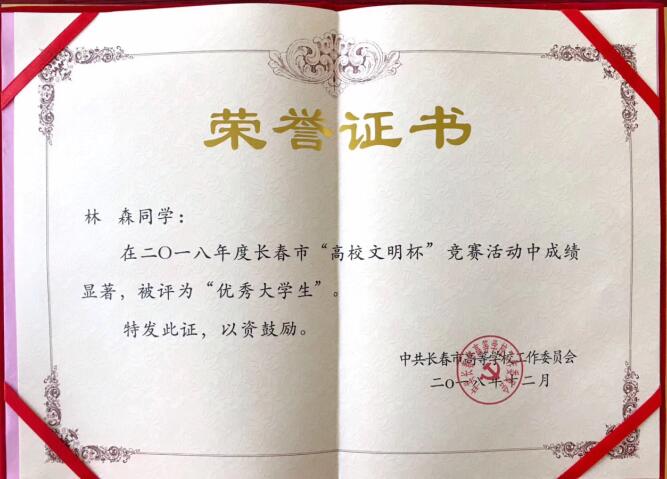 荣誉证书
林 森同学：
在二〇一八年度长春市“高校文明杯”竞赛活动中成绩
显著，被评为“优秀大学生”。
特发此证，以资鼓励。
中共长春市高等学校工作委员会
二〇一八年十二月